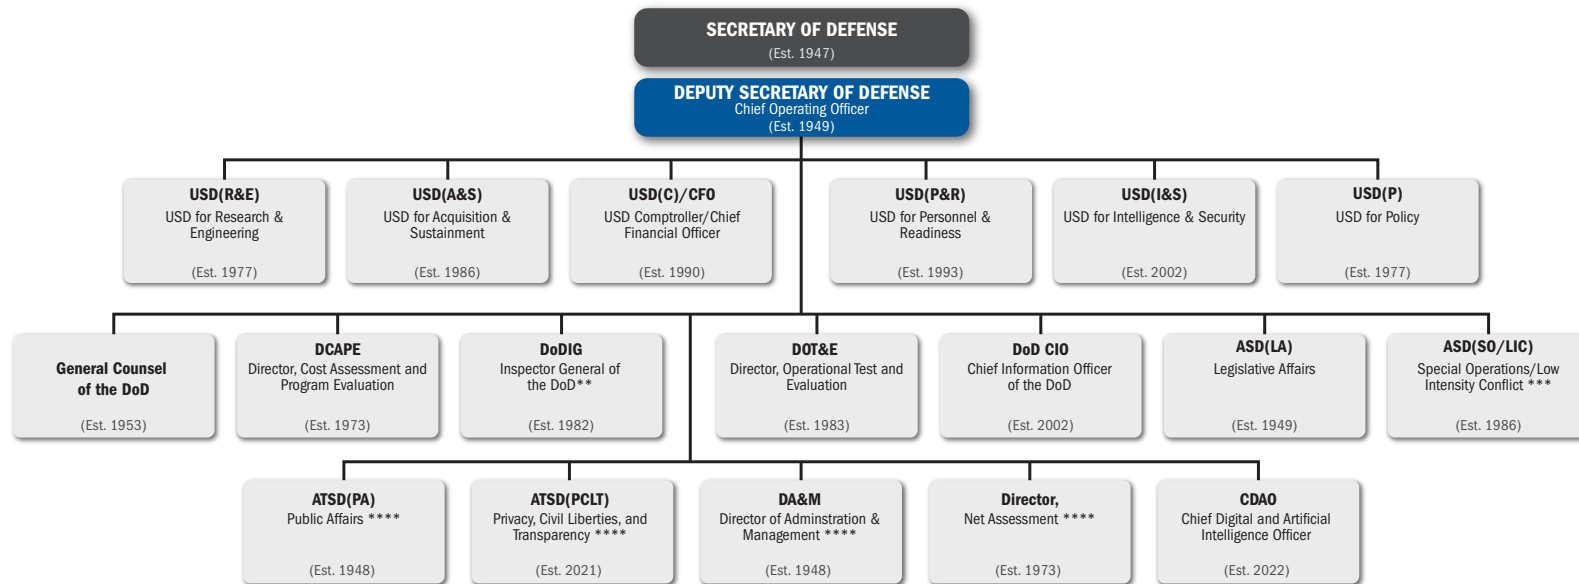 SECRETARY OF DEFENSE
(Est. 1947)
DEPUTY SECRETARY OF DEFENSE
Chief Operating Officer
(Est. 1949)
USD(R&E)
USD for Research &
Engineering
(Est. 1977)
USD(A&S)
USD for Acquisition &
Sustainment
(Est. 1986)
USD(C)/CFO
USD Comptroller/Chief
Financial Officer
(Est. 1990)
USD(P&R)
USD for Personnel &
Readiness
(Est. 1993)
USD(I&S)
USD for Intelligence & Security
(Est. 2002)
USD(P)
USD for Policy
(Est. 1977)
General Counsel
of the DoD
(Est. 1953)
DCAPE
Director, Cost Assessment and
Program Evaluation
(Est. 1973)
DoDIG
Inspector General of
the DoD**
(Est. 1982)
DOT&E
Director, Operational Test and
Evaluation
(Est. 1983)
DoD CIO
Chief Information Officer
of the DoD
(Est. 2002)
ASD(LA)
Legislative Affairs
(Est. 1949)
ASD(SO/LIC)
Special Operations/Low
Intensity Conflict ***
(Est. 1986)
ATSD(PA)
Public Affairs ****
(Est. 1948)
ATSD(PCLT)
Privacy, Civil Liberties, and
Transparency ****
(Est. 2021)
DA&M
Director of Adminstration &
Management ****
(Est. 1948)
Director,
Net Assessment ****
(Est. 1973)
CDAO
Chief Digital and Artificial
Intelligence Officer
(Est. 2022)